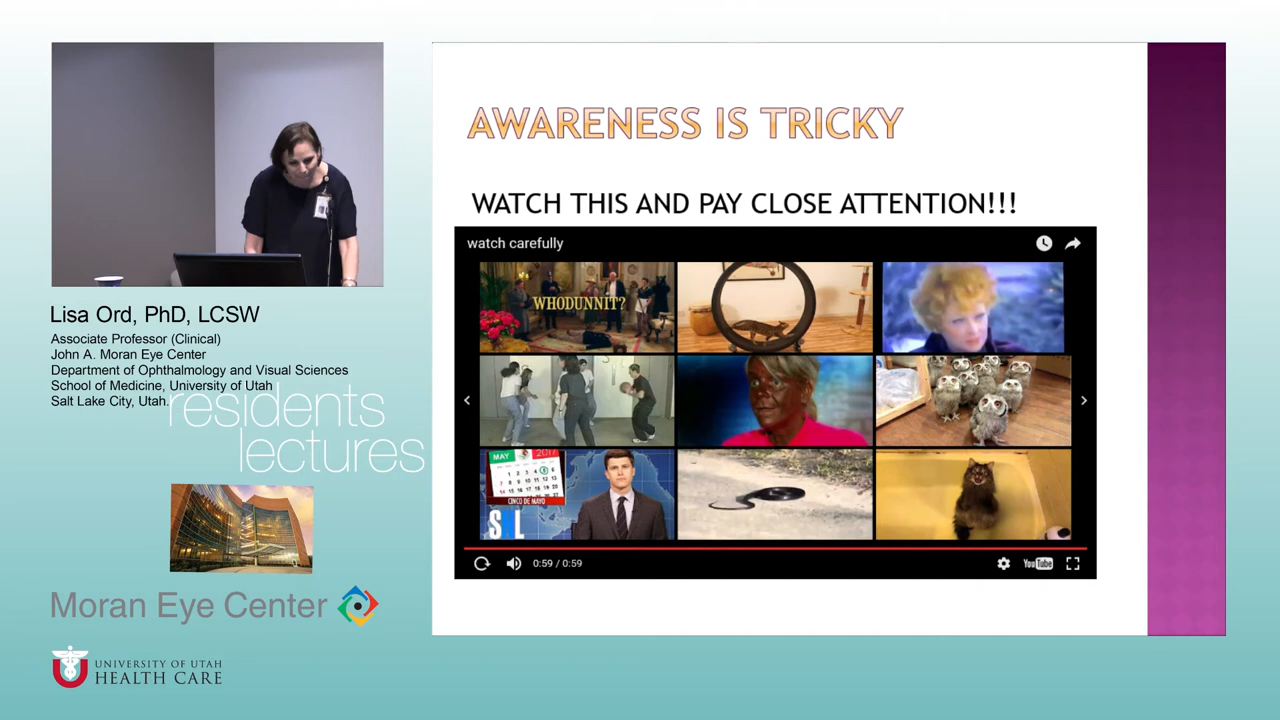 AWARENESS IS TRICKY
WATCH THIS AND PAY CLOSE ATTENTION!!!
watch carefully
WHODUNNIT?
MAY 2017
CINCO DE MAYO
SNL
0:59 / 0:59
YouTube
Lisa Ord, PhD, LCSW
Associate Professor (Clinical)
John A. Moran Eye Center
Department of Ophthalmology and Visual Sciences
School of Medicine, University of Utah
Salt Lake City, Utah.
residents
lectures
Moran Eye Center
UNIVERSITY OF UTAH
HEALTH CARE